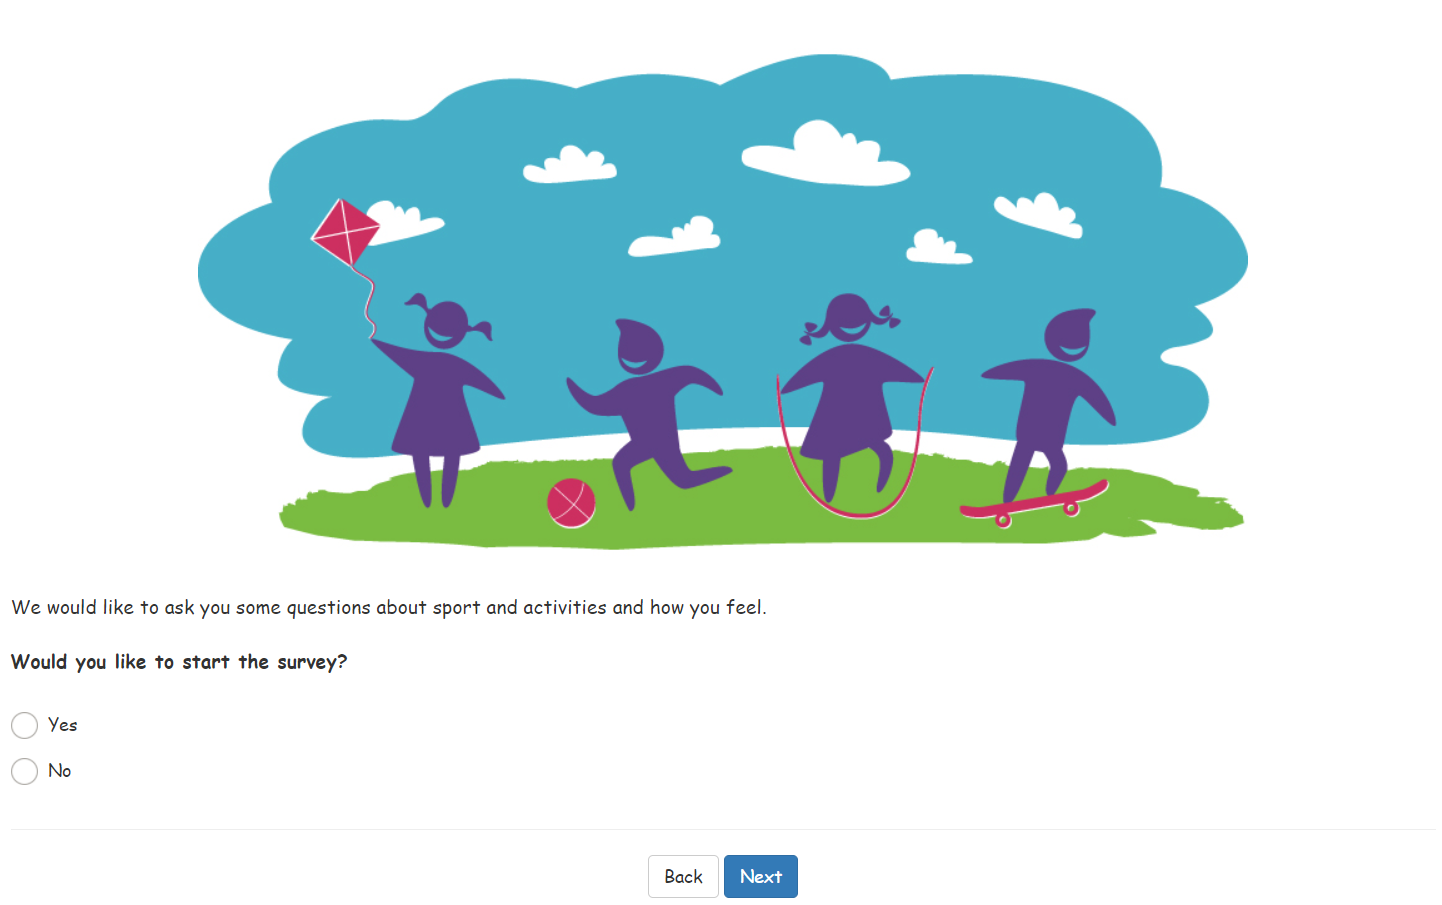 We would like to ask you some questions about sport and activities and how you feel.
Would you like to start the survey?
Yes
No
Back
Next